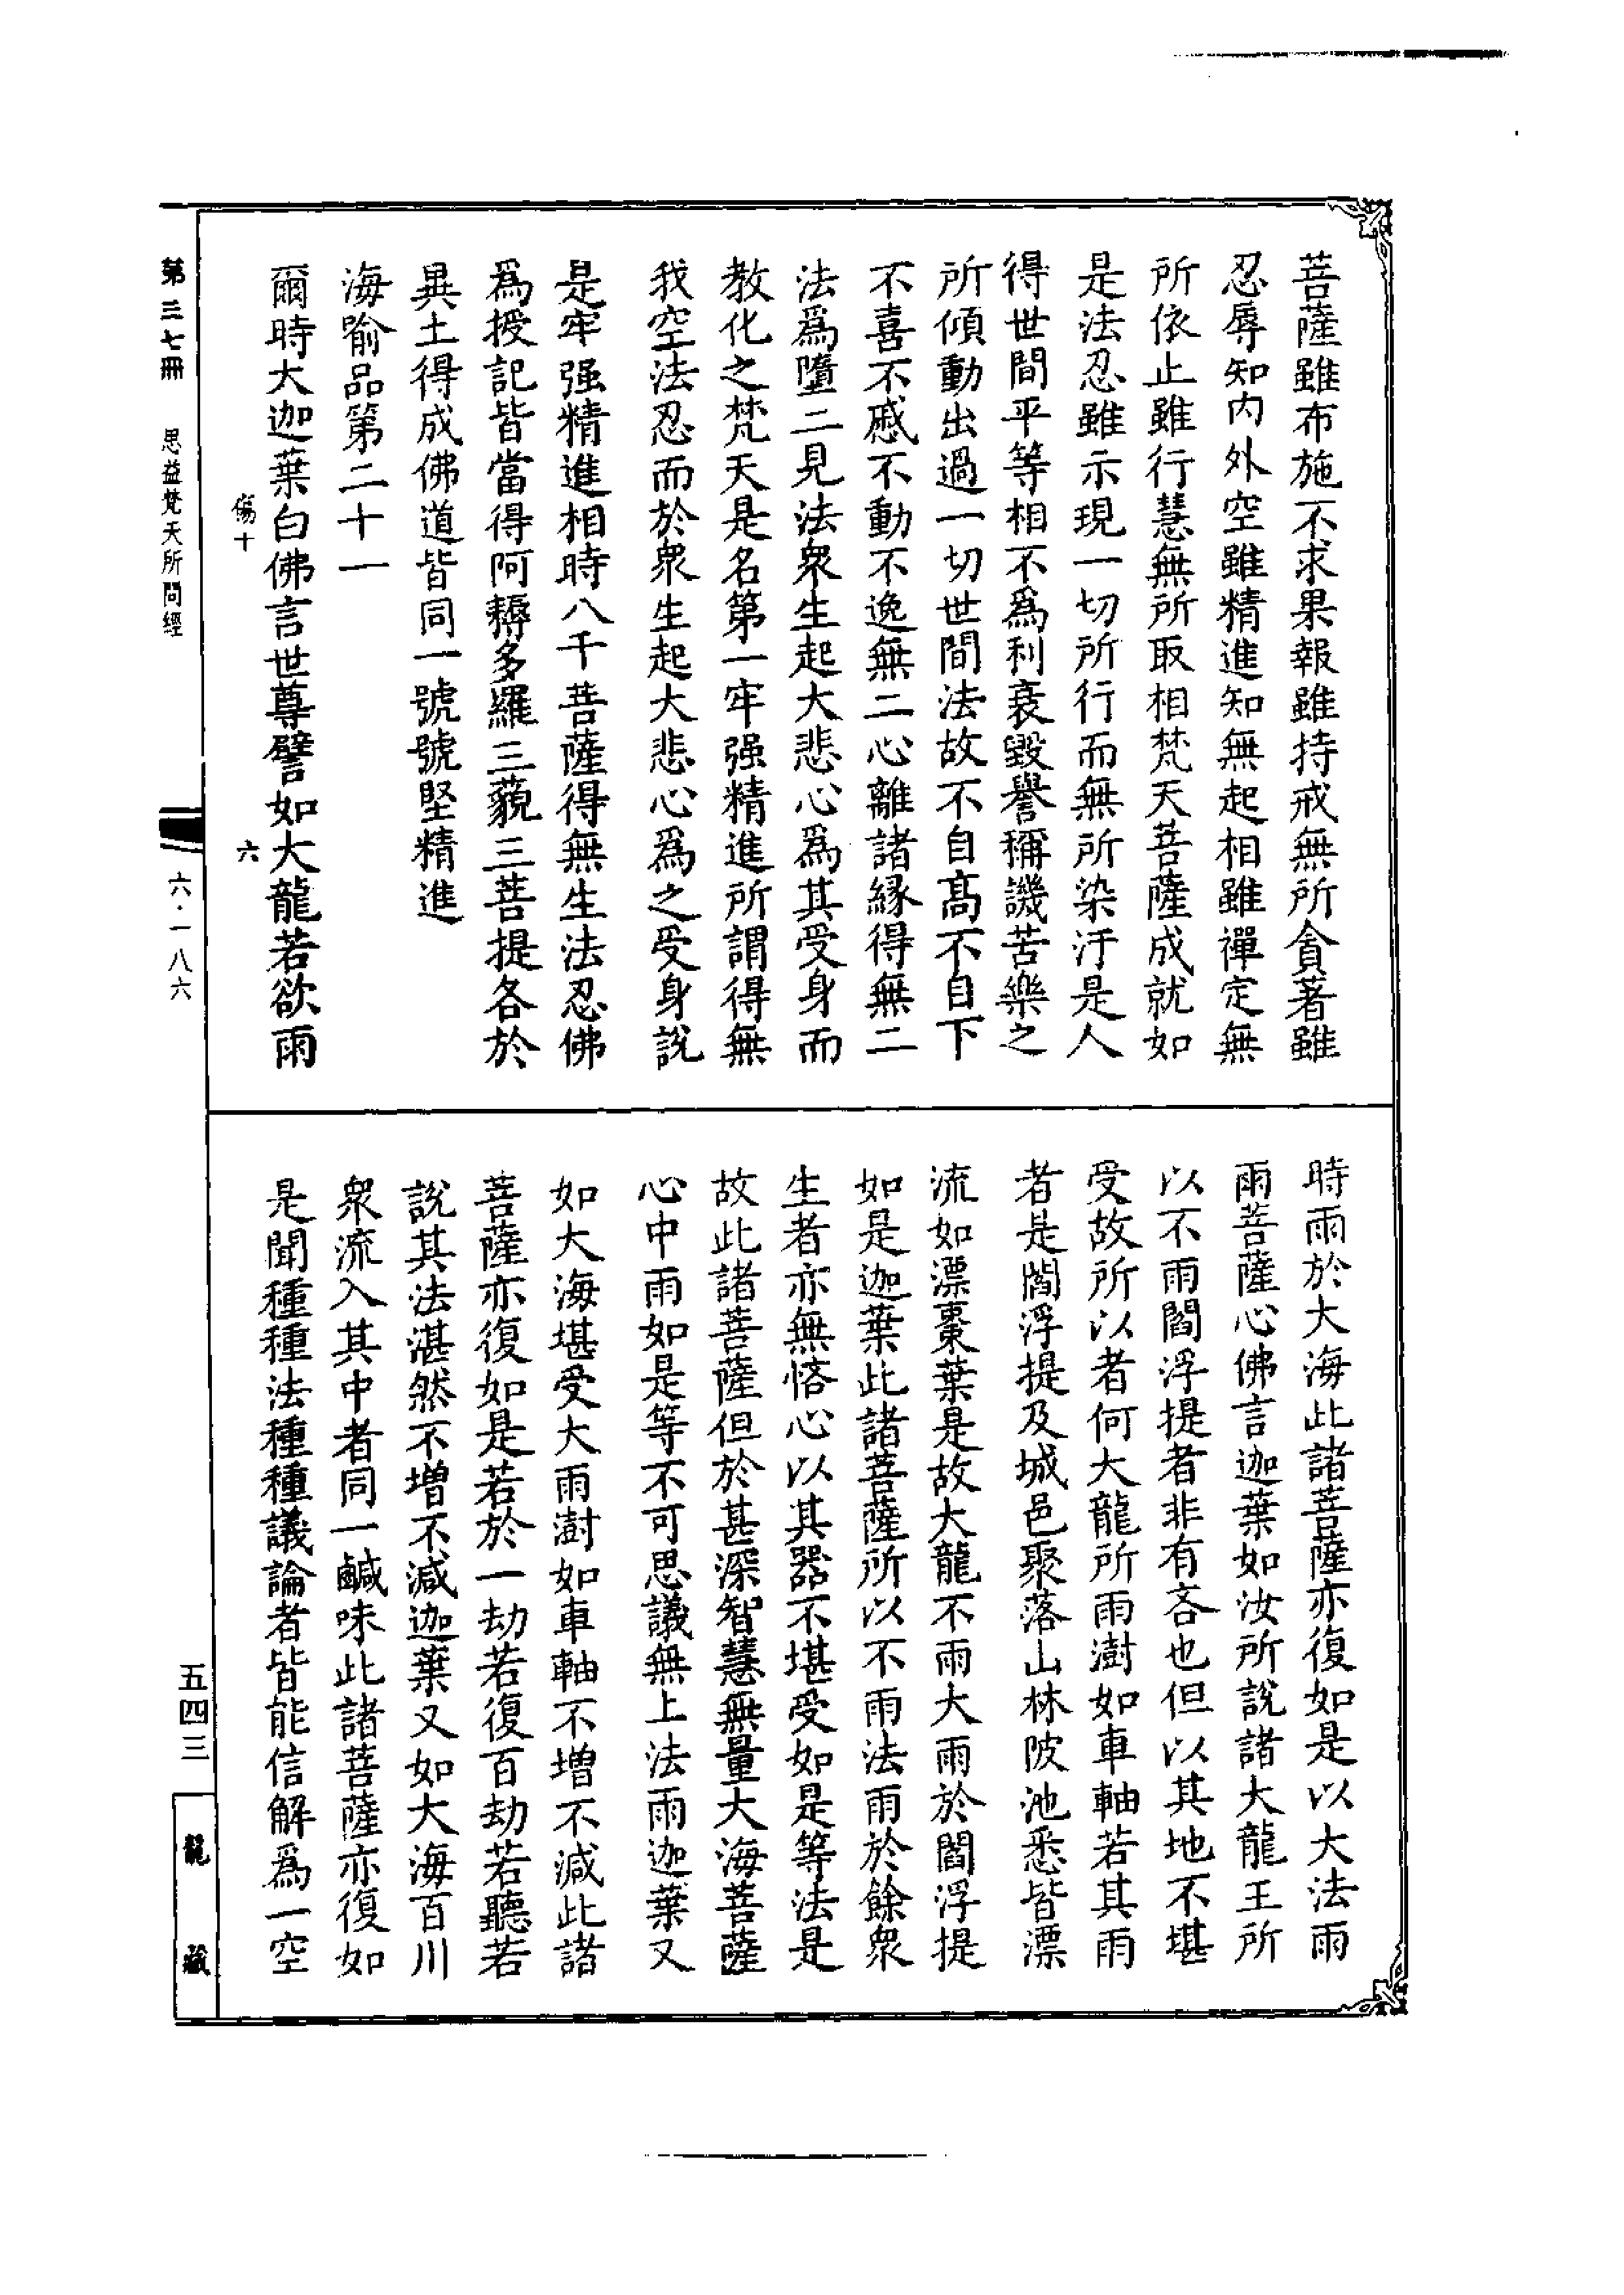 菩薩雖布施不求果報雖持戒無所貪著雖
忍辱知内外空雖精進知無起相雖禪定無
所依止雖行慧無所取相梵天菩薩成就如
是法忍雖示現一切所行而無所染汙是人
得世間平等相不爲利衰毀譽稱譏苦樂之
所傾動出過一切世間法故不自髙不自下
不喜不慼不動不逸無二心離諸緣得無二
法爲墮二見法衆生起大悲心爲其受身而
教化之梵天是名第一牢强精進所謂得無
我空法忍而於衆生起大悲心爲之受身說
是牢强精進相時八千菩薩得無生法忍佛
爲授記皆當得阿耨多羅三藐三菩提各於
異土得成佛道皆同一號號堅精進
海喻品第二十一
爾時大迦葉白佛言世尊譬如大龍若欲雨
時雨於大海此諸菩薩亦復如是以大法雨
雨菩薩心佛言迦葉如汝所說諸大龍王所
以不雨閻浮提者非有吝也但以其地不堪
受故所以者何大龍所雨澍如車軸若其雨
者是閻浮提及城邑聚落山林陂池悉皆漂
流如漂棗葉是故大龍不雨大雨於閻浮提
如是迦葉此諸菩薩所以不雨法雨於餘衆
生者亦無悋心以其器不堪受如是等法是
故此諸菩薩但於甚深智慧無量大海菩薩
心中雨如是等不可思議無上法雨迦葉又
如大海堪受大雨澍如車軸不增不減此諸
菩薩亦復如是若於一劫若復百劫若聽若
說其法湛然不增不減迦葉又如大海百川
衆流入其中者同一鹹味此諸菩薩亦復如
是聞種種法種種議論者皆能信解爲一空
傷十
六
第三七冊
思益梵天所問經
六·一八六
五四三
龍藏